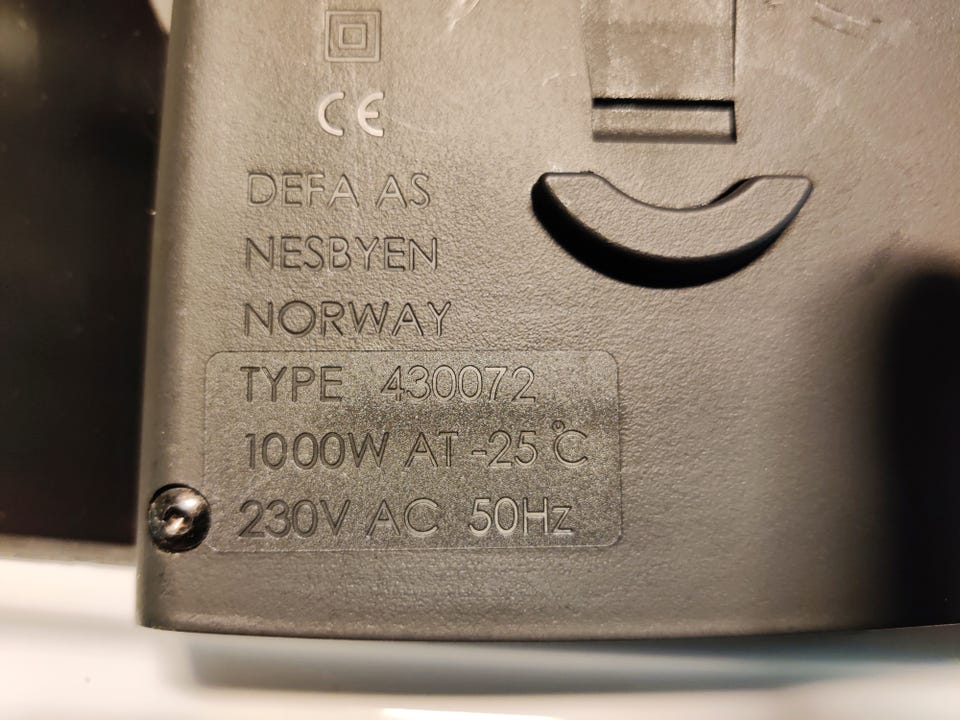 CE
DEFA AS
NESBYEN
NORWAY
TYPE 430072
1000W AT -25°C
230V AC 50Hz